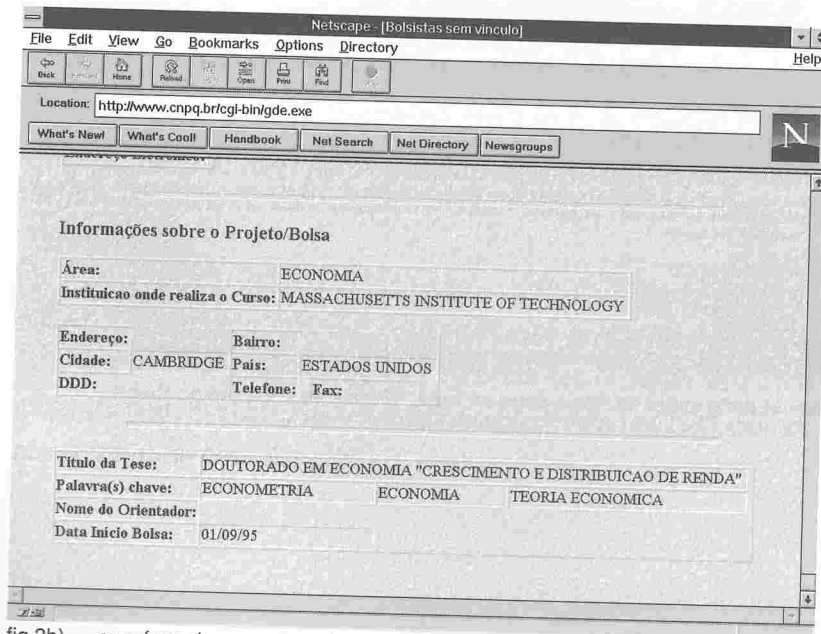 Netscape - [Bolsistas sem vinculo]
File Edit View Go Bookmarks Options Directory Help
Back Forward Home Reload Open Print Find
Location: http://www.cnpq.br/cgl-bin/gde.exe
What's New! What's Cool! Handbook Net Search Net Directory Newsgroups
N
Informações sobre o Projeto/Bolsa
Área: ECONOMIA
Instituicao onde realiza o Curso: MASSACHUSETTS INSTITUTE OF TECHNOLOGY
Endereço: Bairro:
Cidade: CAMBRIDGE País: ESTADOS UNIDOS
DDD: Telefone: Fax:
Título da Tese: DOUTORADO EM ECONOMIA "CRESCIMENTO E DISTRIBUICAO DE RENDA"
Palavra(s) chave: ECONOMETRIA ECONOMIA TEORIA ECONOMICA
Nome do Orientador:
Data Início Bolsa: 01/09/95